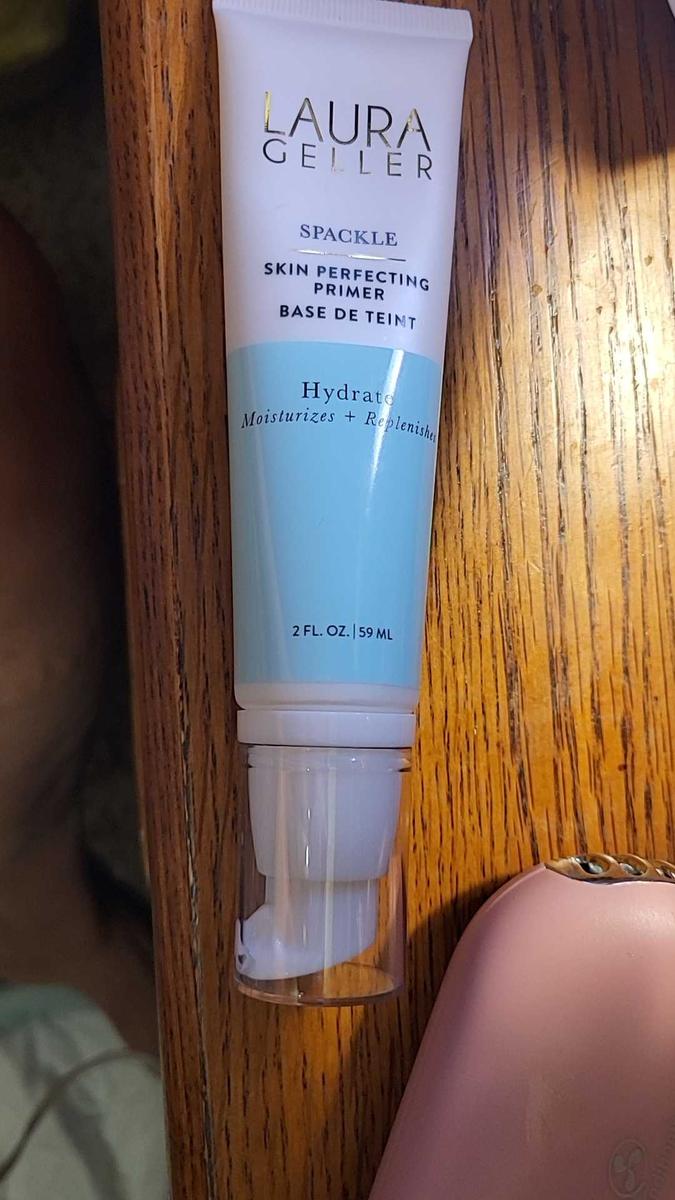 LAURA
GELLER
SPACKLE
SKIN PERFECTING
PRIMER
BASE DE TEINT
Hydrate
Moisturizes + Replenishes
2 FL. OZ. | 59 ML